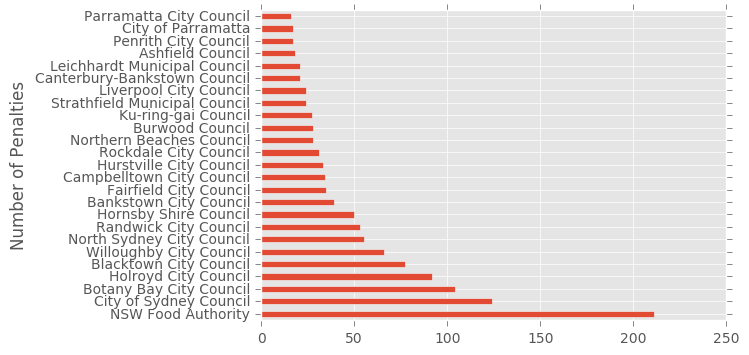 Number of Penalties
Parramatta City Council
City of Parramatta
Penrith City Council
Ashfield Council
Leichhardt Municipal Council
Canterbury-Bankstown Council
Liverpool City Council
Strathfield Municipal Council
Ku-ring-gai Council
Burwood Council
Northern Beaches Council
Rockdale City Council
Hurstville City Council
Campbelltown City Council
Fairfield City Council
Bankstown City Council
Hornsby Shire Council
Randwick City Council
North Sydney City Council
Willoughby City Council
Blacktown City Council
Holroyd City Council
Botany Bay City Council
City of Sydney Council
NSW Food Authority
0 50 100 150 200 250